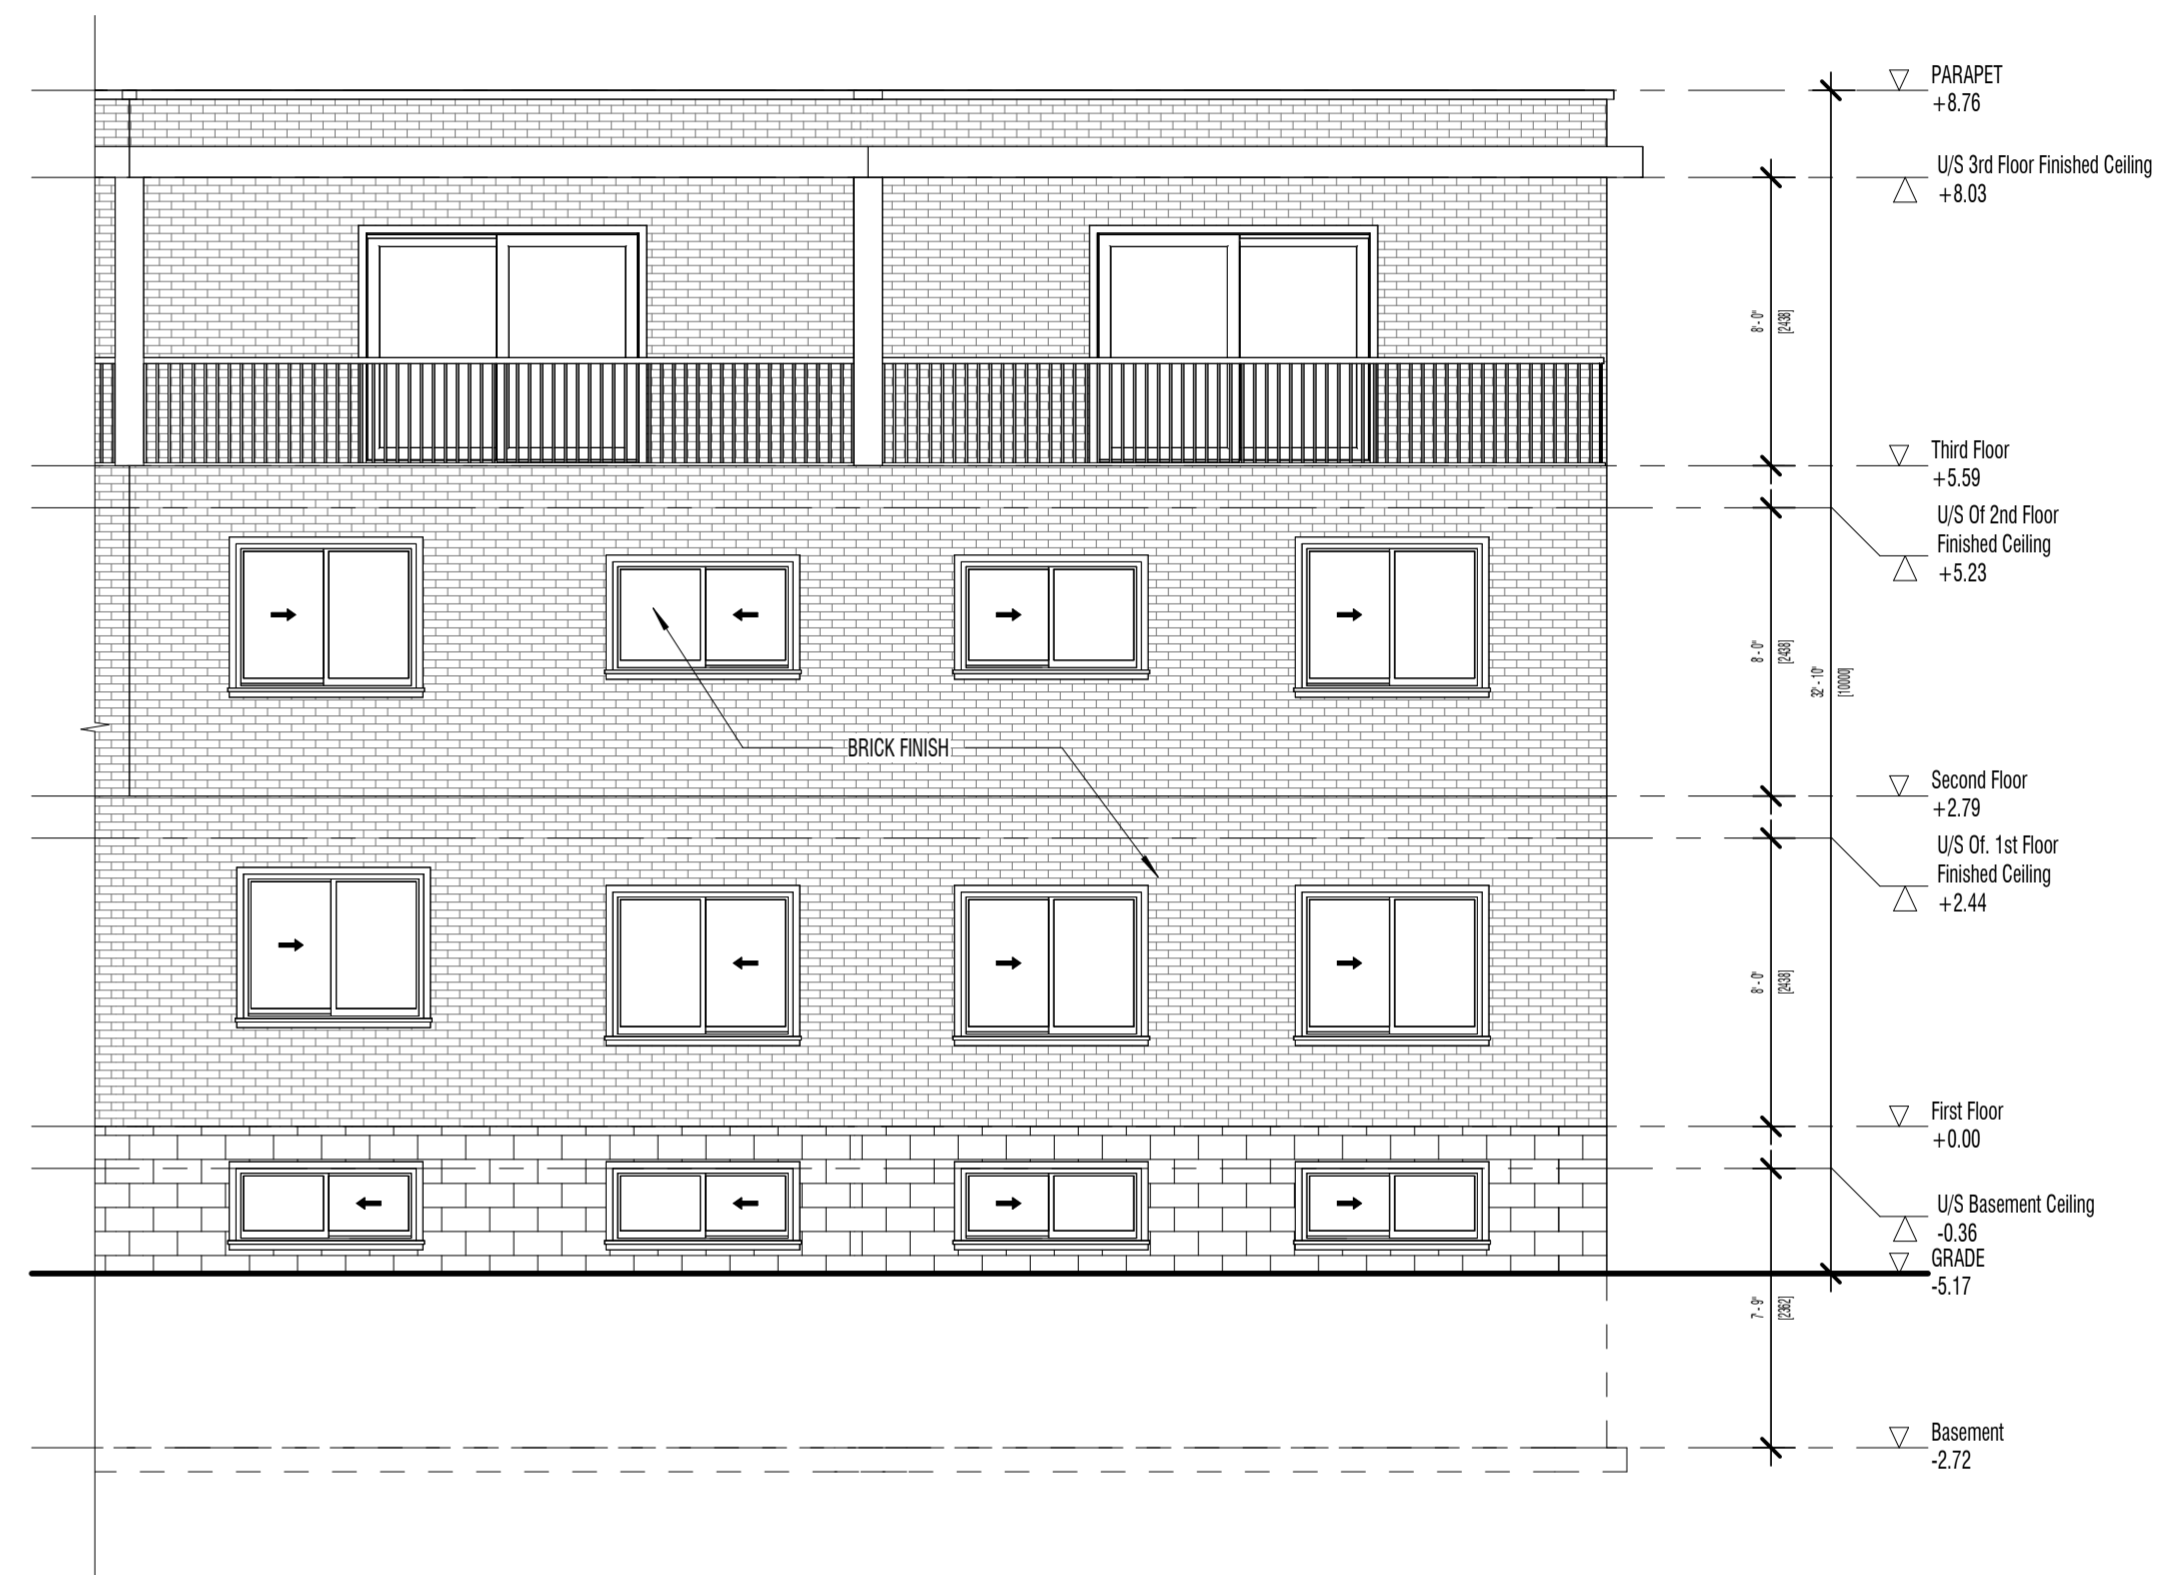 PARAPET
+8.76
U/S 3rd Floor Finished Ceiling
+8.03
8' - 0"
[2438]
Third Floor
+5.59
U/S Of 2nd Floor
Finished Ceiling
+5.23
8' - 0"
[2438]
32' - 10"
[10000]
BRICK FINISH
Second Floor
+2.79
U/S Of. 1st Floor
Finished Ceiling
+2.44
8' - 0"
[2438]
First Floor
+0.00
U/S Basement Ceiling
-0.36
GRADE
-5.17
7' - 9"
[2362]
Basement
-2.72